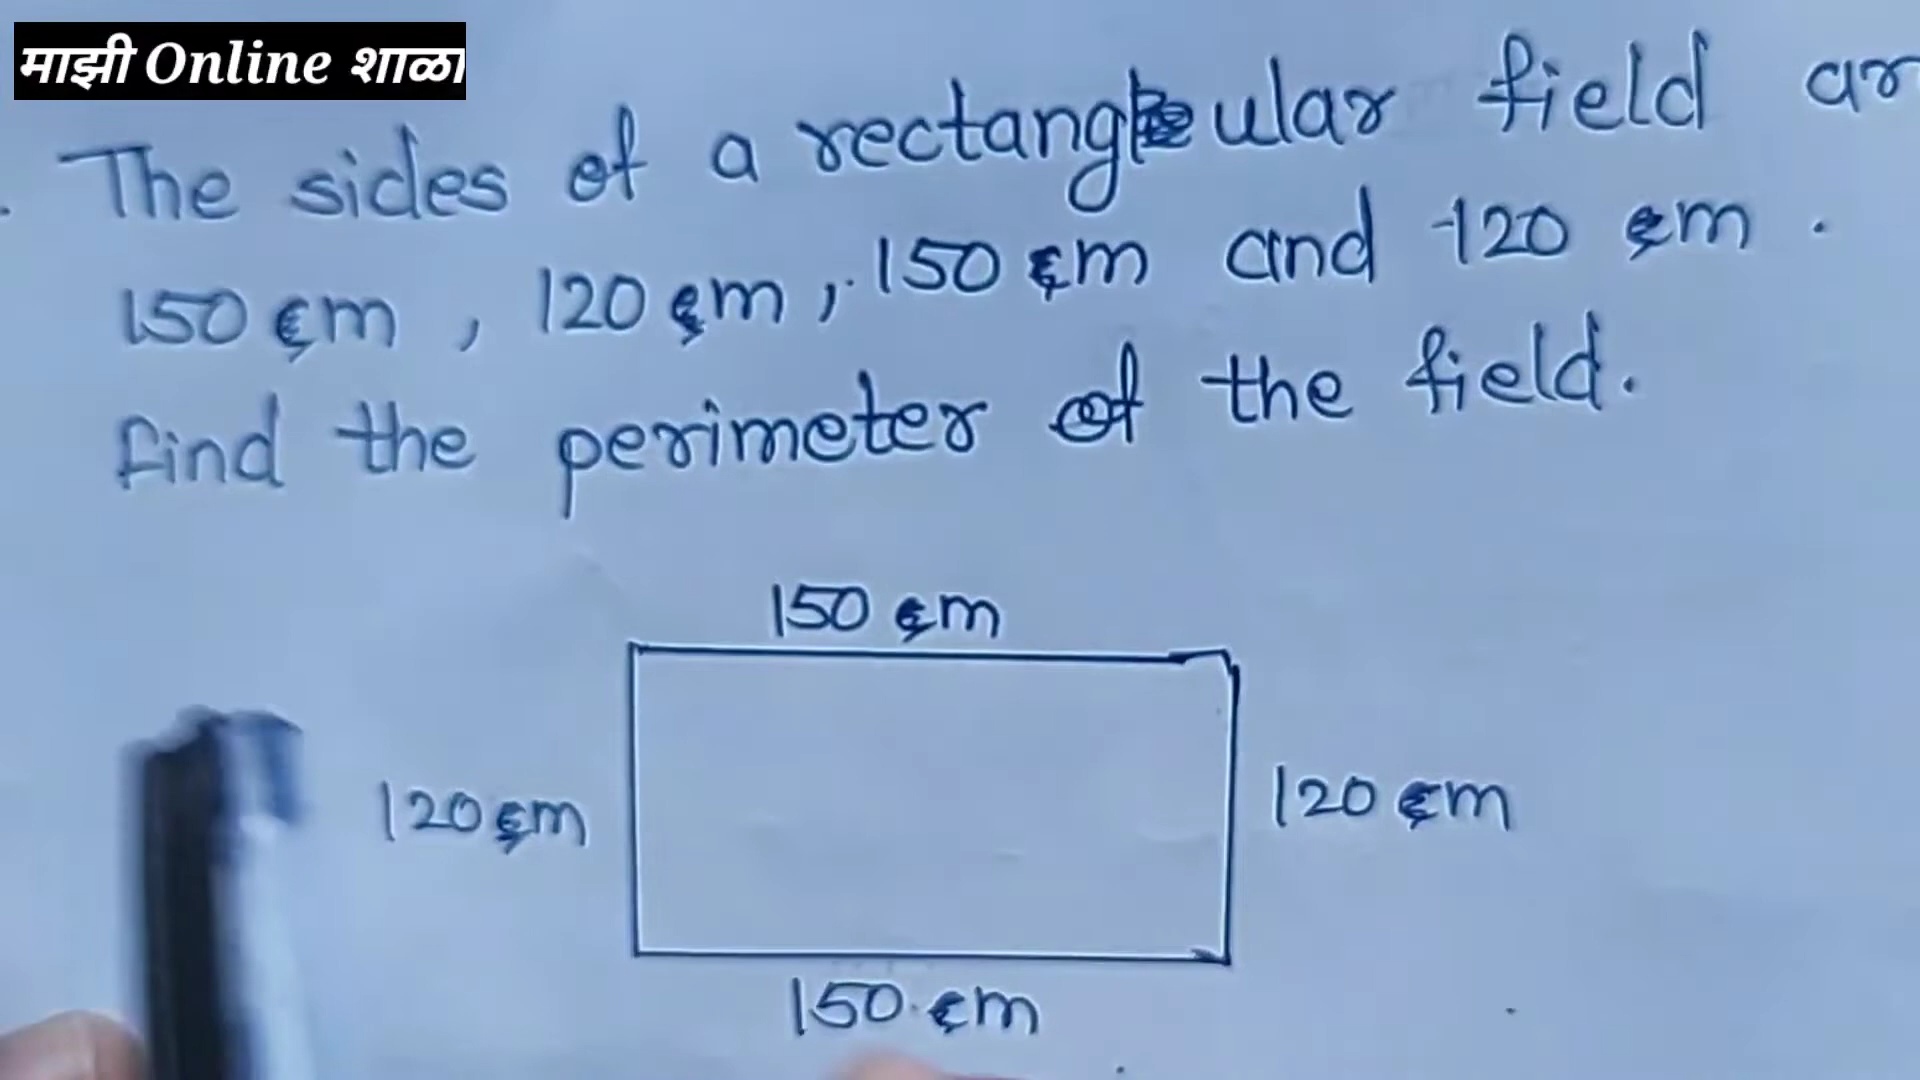 माझी Online शाळा
The sides of a rectangular field ar
150 cm, 120 cm, 150 cm and 120 cm.
find the perimeter of the field.
150 cm
120 cm
120 cm
150 cm